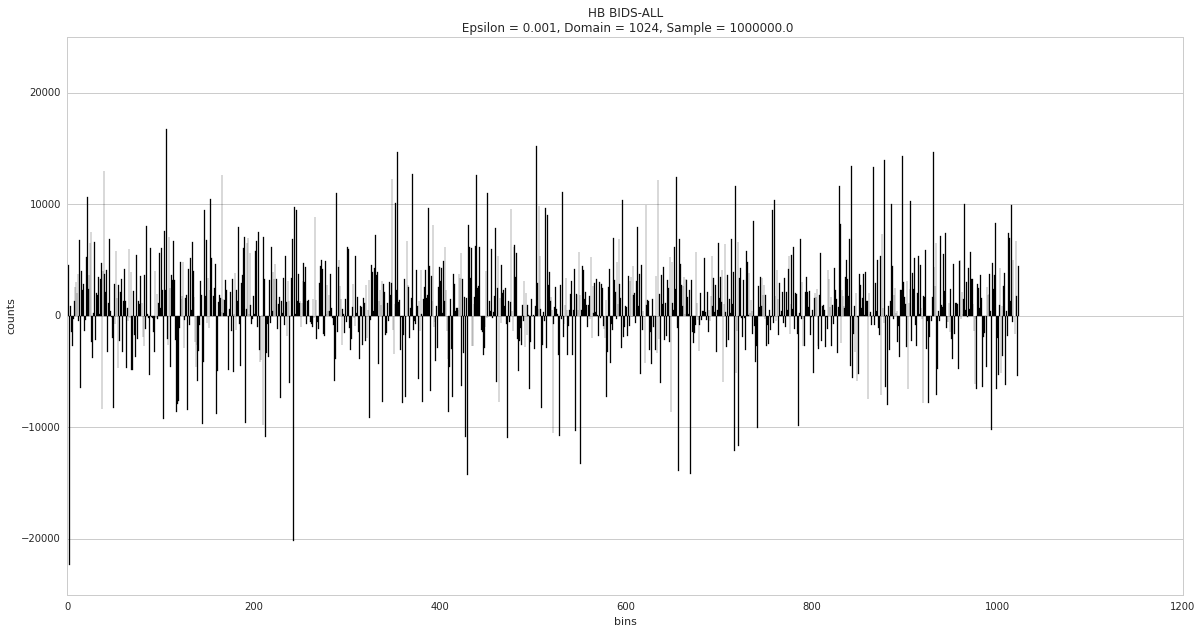 HB BIDS-ALL
Epsilon = 0.001, Domain = 1024, Sample = 1000000.0
counts
20000
10000
0
−10000
−20000
0 200 400 600 800 1000 1200
bins